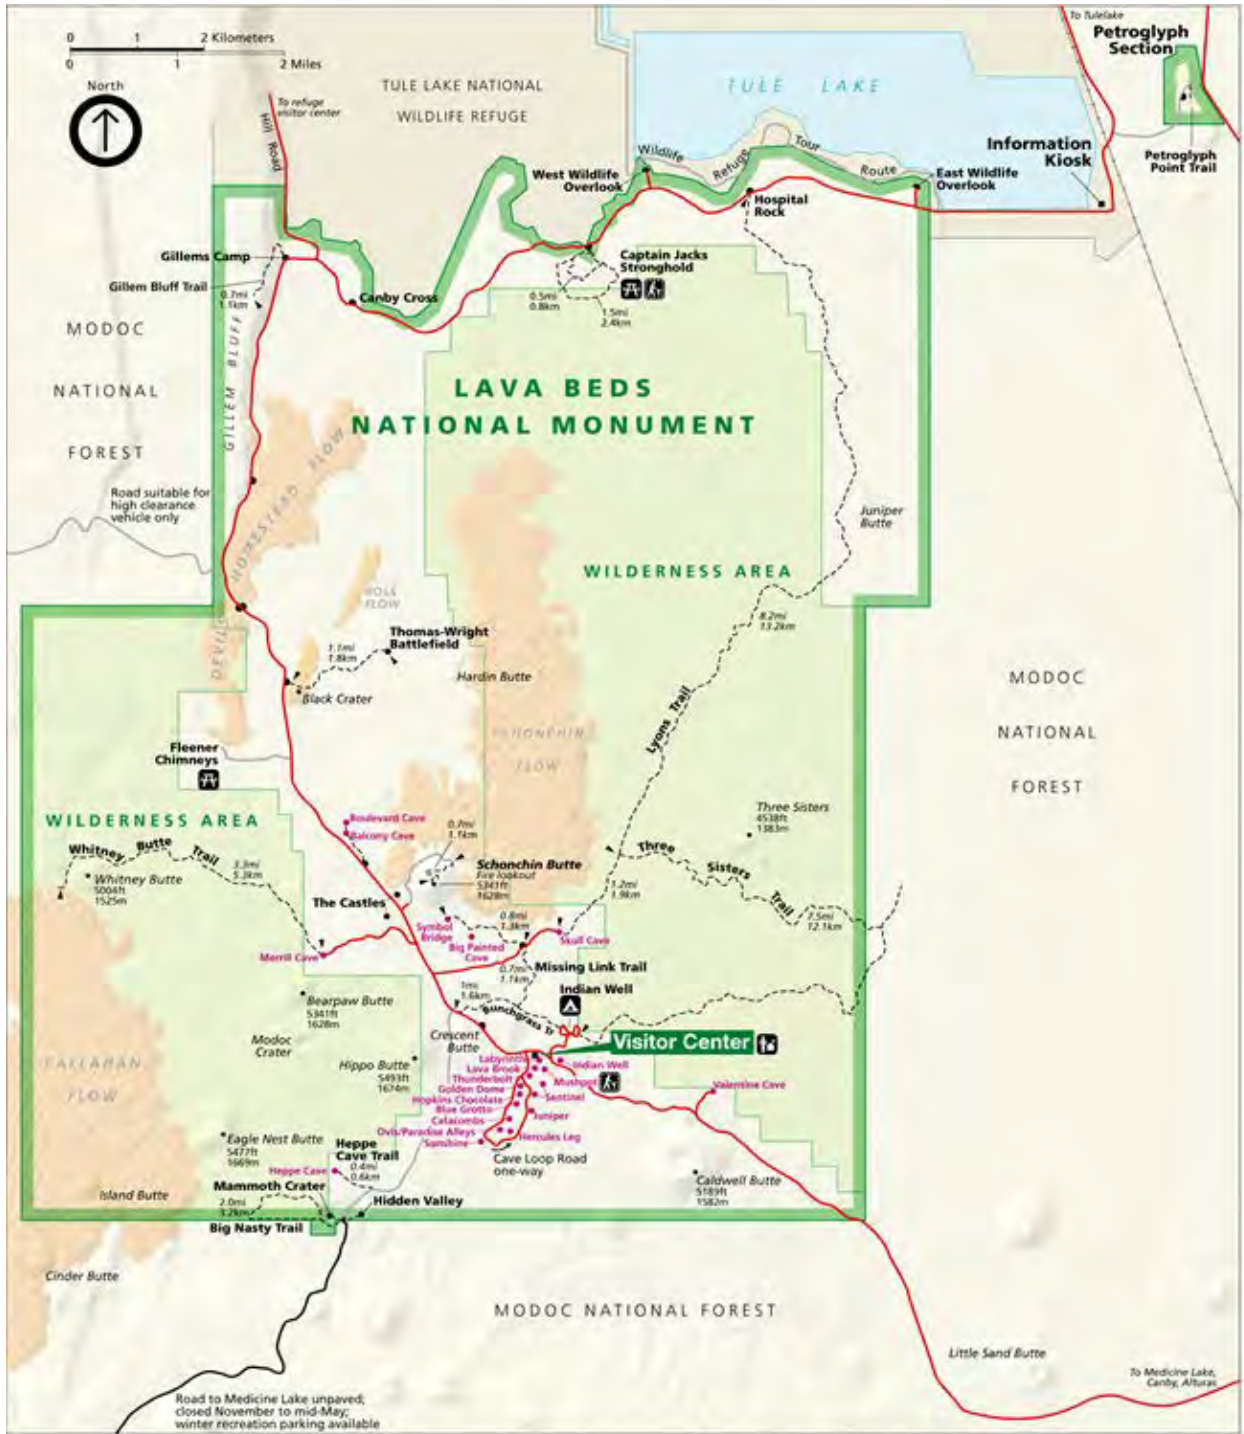 0 1 2 Kilometers
0 1 2 Miles
North
To refuge
visitor center
Hill Road
TULE LAKE NATIONAL
WILDLIFE REFUGE
TULE LAKE
To Tulelake
Petroglyph
Section
Petroglyph
Point Trail
Information
Kiosk
Wildlife Refuge Tour Route
West Wildlife
Overlook
East Wildlife
Overlook
Hospital
Rock
Gillems Camp
Gillem Bluff Trail
0.7mi
1.1km
Canby Cross
Captain Jacks
Stronghold
0.5mi
0.8km
1.5mi
2.4km
GILLEM BLUFF
MODOC
NATIONAL
FOREST
LAVA BEDS
NATIONAL MONUMENT
Road suitable for
high clearance
vehicle only
DEVILS HOMESTEAD FLOW
Juniper
Butte
WILDERNESS AREA
ROSS
FLOW
8.2mi
13.2km
Thomas-Wright
Battlefield
1.1mi
1.8km
Black Crater
Hardin Butte
Lyons Trail
MODOC
NATIONAL
FOREST
SCHONCHIN
FLOW
Fleener
Chimneys
WILDERNESS AREA
Three Sisters
4538ft
1383m
Boulevard Cave
Balcony Cave
0.7mi
1.1km
Whitney Butte Trail
3.3mi
5.3km
Whitney Butte
5004ft
1525m
Schonchin Butte
Fire lookout
5341ft
1628m
Three Sisters Trail
1.2mi
1.9km
7.5mi
12.1km
The Castles
Symbol
Bridge
0.8mi
1.3km
Big Painted
Cave
Skull Cave
Merrill Cave
0.7mi
1.1km
Missing Link Trail
1mi
1.6km
Indian Well
Bunchgrass Tr
Bearpaw Butte
5341ft
1628m
Modoc
Crater
Crescent
Butte
Visitor Center
Hippo Butte
5493ft
1674m
CALLAHAN
FLOW
Labyrinth
Lava Brook
Thunderbolt
Golden Dome
Hopkins Chocolate
Blue Grotto
Catacombs
Ovis/Paradise Alleys
Sunshine
Indian Well
Mushpot
Sentinel
Juniper
Hercules Leg
Valentine Cave
Cave Loop Road
one-way
Eagle Nest Butte
5477ft
1669m
Heppe
Cave Trail
0.4mi
0.6km
Heppe Cave
Mammoth Crater
Island Butte
2.0mi
3.2km
Hidden Valley
Big Nasty Trail
Caldwell Butte
5189ft
1582m
Cinder Butte
MODOC NATIONAL FOREST
Little Sand Butte
To Medicine Lake,
Canby, Alturas
Road to Medicine Lake unpaved;
closed November to mid-May;
winter recreation parking available